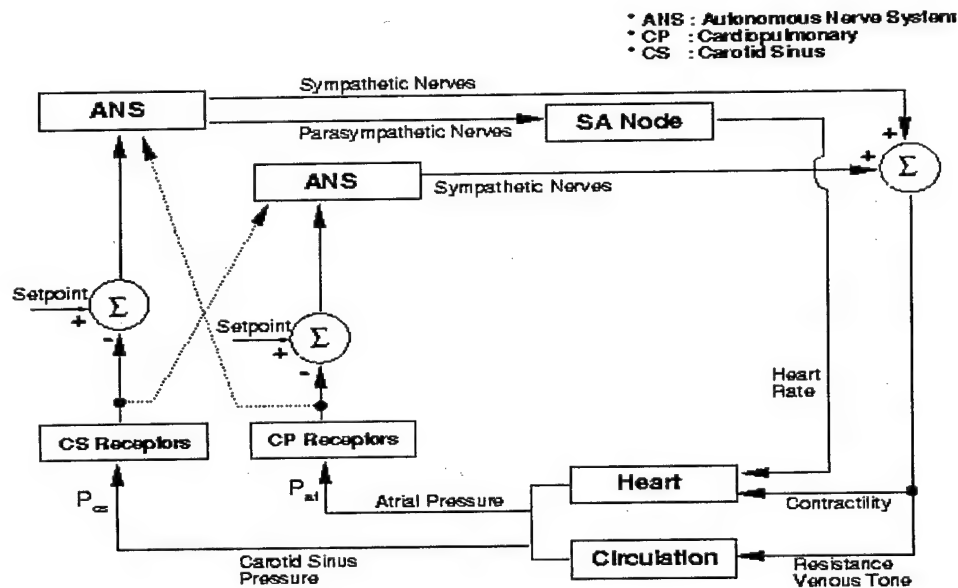 * ANS : Autonomous Nerve System
* CP : Cardiopulmonary
* CS : Carotid Sinus
Sympathetic Nerves
ANS
Parasympathetic Nerves
SA Node
+
+
Σ
ANS
Sympathetic Nerves
Setpoint
+
Σ
-
Setpoint
+
Σ
-
Heart
Rate
CS Receptors
CP Receptors
Pcs
Pat
Atrial Pressure
Heart
Contractility
Carotid Sinus
Pressure
Circulation
Resistance
Venous Tone